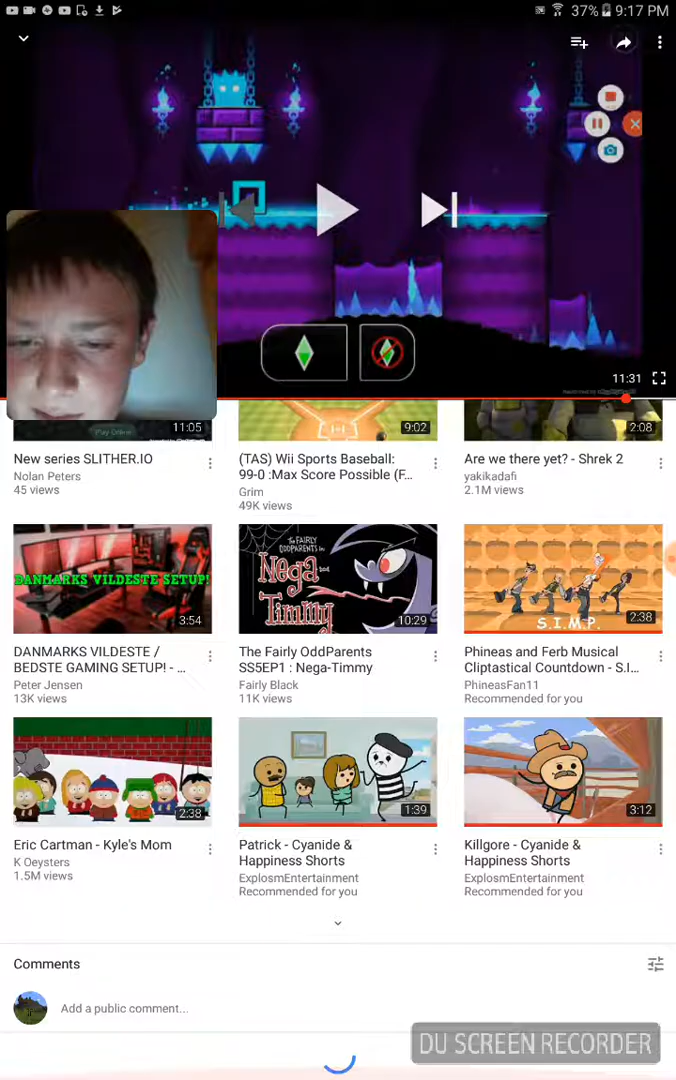 37% 9:17 PM
11:31
Play Online
11:05
9:02
2:08
New series SLITHER.IO
Nolan Peters
45 views
(TAS) Wii Sports Baseball:
99-0 :Max Score Possible (F...
Grim
49K views
Are we there yet? - Shrek 2
yakikadafi
2.1M views
DANMARKS VILDESTE SETUP!
3:54
THE FAIRLY
ODDPARENTS
IN
Nega-
Timmy
10:29
S.I.M.P.
2:38
DANMARKS VILDESTE /
BEDSTE GAMING SETUP! - ...
Peter Jensen
13K views
The Fairly OddParents
SS5EP1 : Nega-Timmy
Fairly Black
11K views
Phineas and Ferb Musical
Cliptastical Countdown - S.I...
PhineasFan11
Recommended for you
2:38
1:39
3:12
Eric Cartman - Kyle's Mom
K Oeysters
1.5M views
Patrick - Cyanide &
Happiness Shorts
ExplosmEntertainment
Recommended for you
Killgore - Cyanide &
Happiness Shorts
ExplosmEntertainment
Recommended for you
Comments
Add a public comment...
DU SCREEN RECORDER